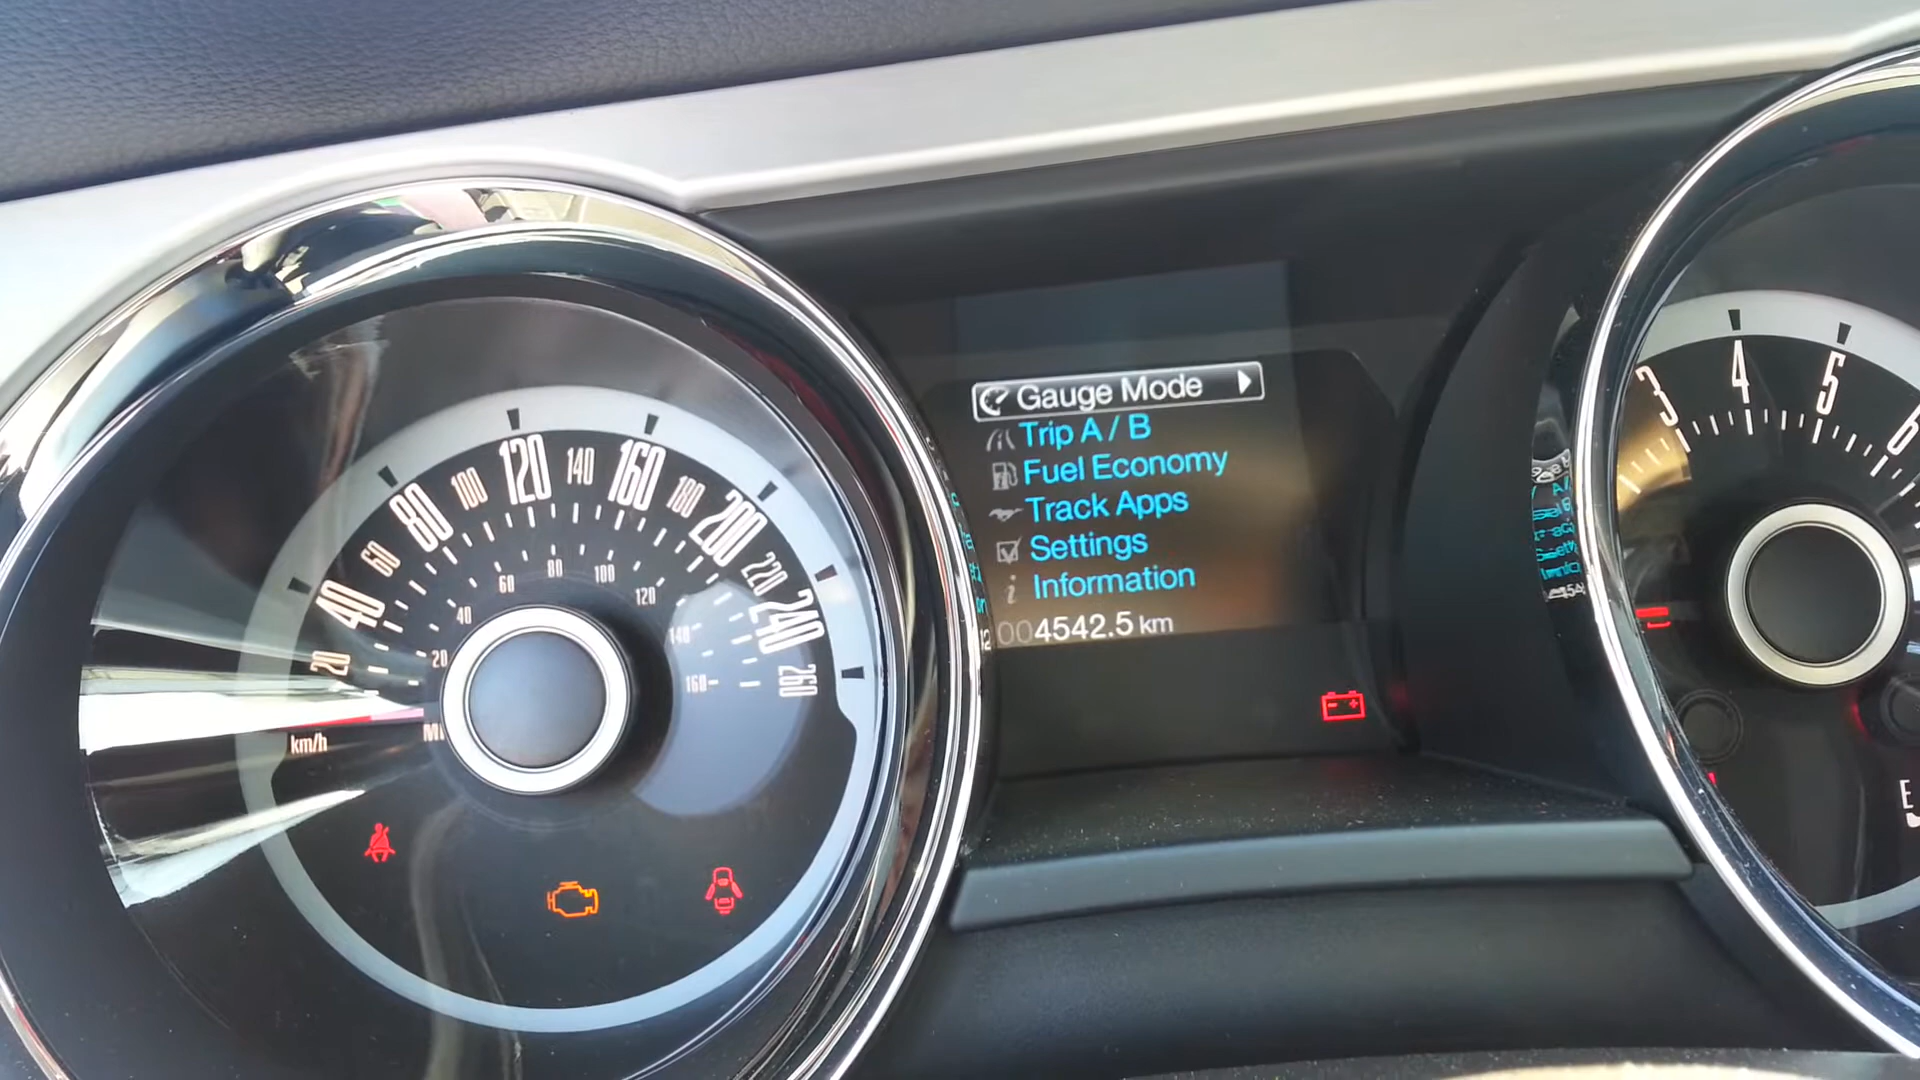 Gauge Mode
Trip A / B
Fuel Economy
Track Apps
Settings
Information
004542.5 km
20 40 60 80 100 120 140 160 180 200 220 240 260
20 40 60 80 100 120 140 160
km/h
3 4 5 6
E